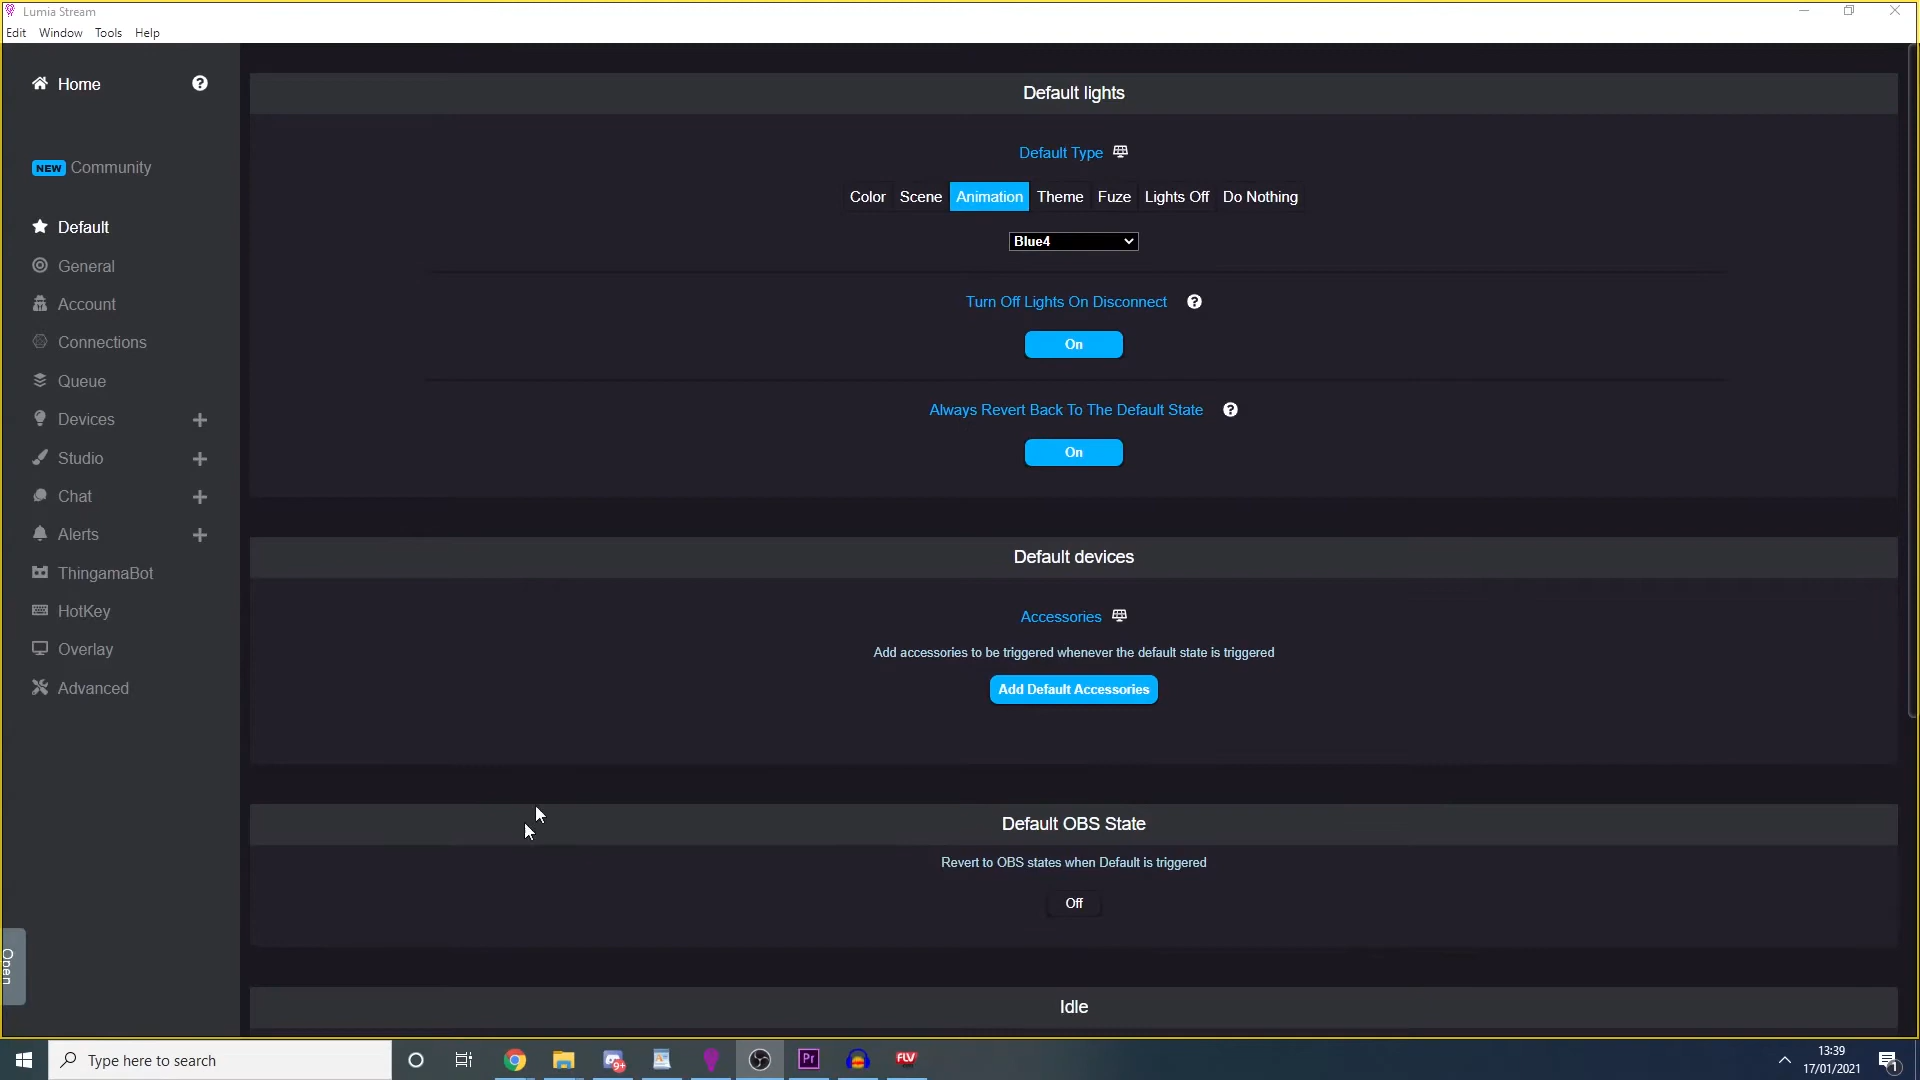 Lumia Stream
Edit Window Tools Help
Home
NEW Community
Default
General
Account
Connections
Queue
Devices
Studio
Chat
Alerts
ThingamaBot
HotKey
Overlay
Advanced
Open
Default lights
Default Type
Color Scene Animation Theme Fuze Lights Off Do Nothing
Blue4
Turn Off Lights On Disconnect
On
Always Revert Back To The Default State
On
Default devices
Accessories
Add accessories to be triggered whenever the default state is triggered
Add Default Accessories
Default OBS State
Revert to OBS states when Default is triggered
Off
Idle
Type here to search
9+
Pr
FLV
13:39
17/01/2021
1